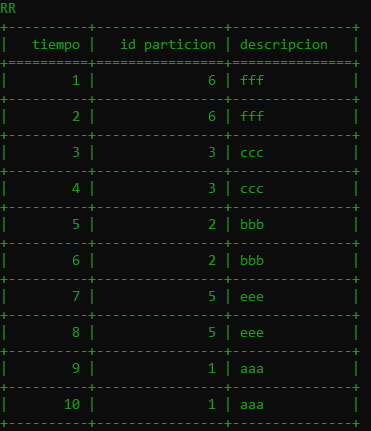 RR
+----------+----------------+---------------+
|   tiempo |   id particion | descripcion   |
+==========+================+===============+
|        1 |              6 | fff           |
+----------+----------------+---------------+
|        2 |              6 | fff           |
+----------+----------------+---------------+
|        3 |              3 | ccc           |
+----------+----------------+---------------+
|        4 |              3 | ccc           |
+----------+----------------+---------------+
|        5 |              2 | bbb           |
+----------+----------------+---------------+
|        6 |              2 | bbb           |
+----------+----------------+---------------+
|        7 |              5 | eee           |
+----------+----------------+---------------+
|        8 |              5 | eee           |
+----------+----------------+---------------+
|        9 |              1 | aaa           |
+----------+----------------+---------------+
|       10 |              1 | aaa           |
+----------+----------------+---------------+